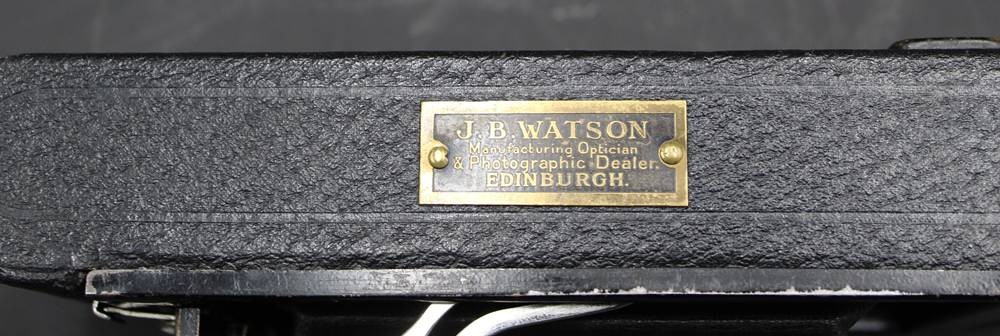 J. B. WATSON
Manufacturing Optician
& Photographic Dealer.
EDINBURGH.